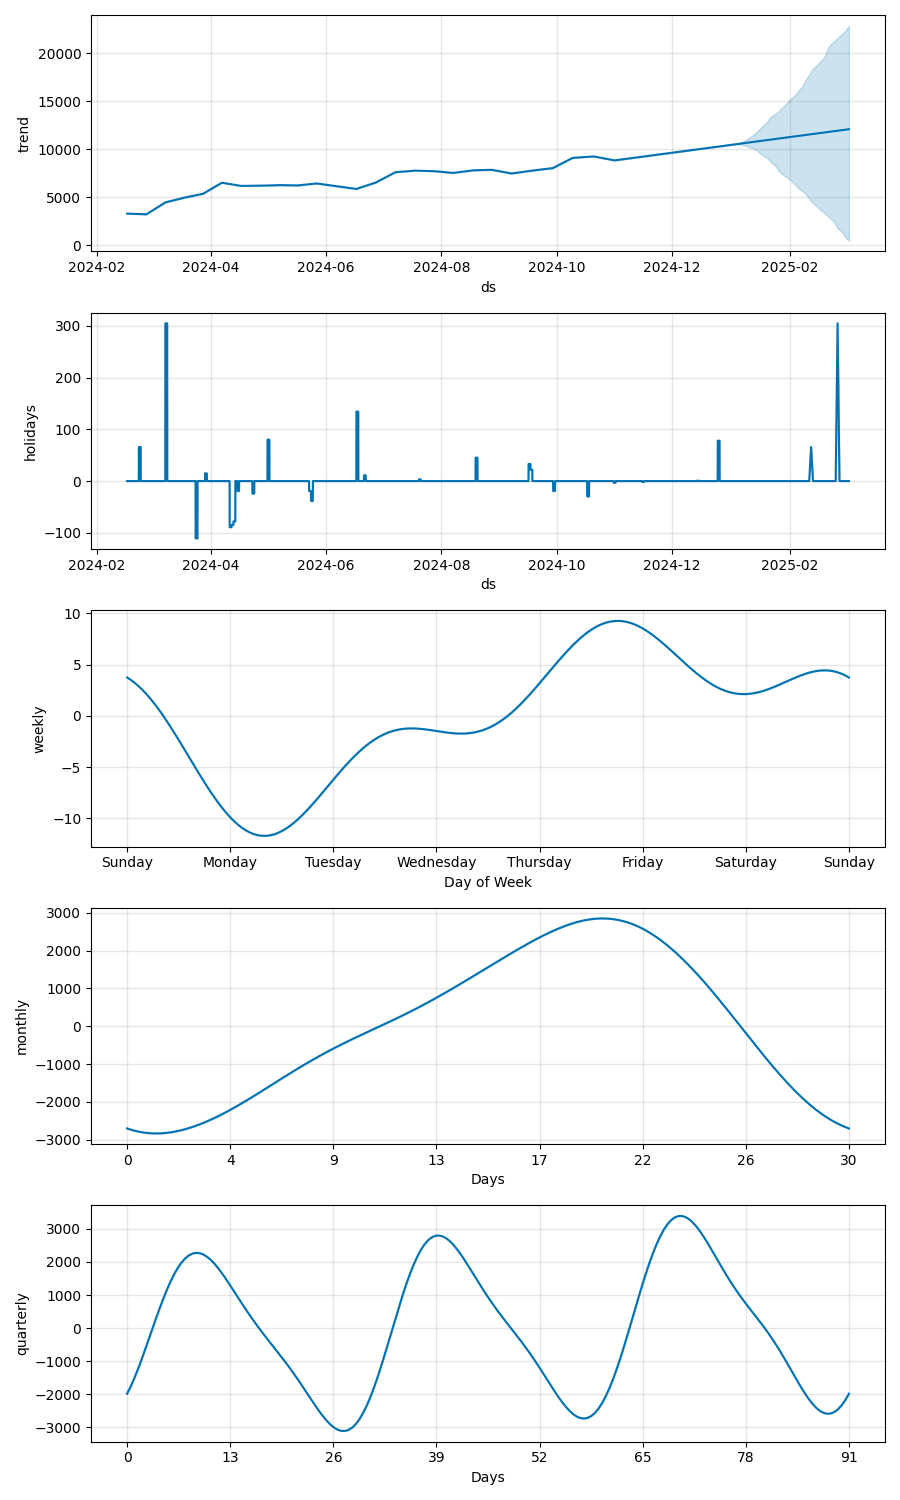 20000
15000
10000
5000
0
trend
2024-02 2024-04 2024-06 2024-08 2024-10 2024-12 2025-02
ds
300
200
100
0
−100
holidays
2024-02 2024-04 2024-06 2024-08 2024-10 2024-12 2025-02
ds
10
5
0
−5
−10
weekly
Sunday Monday Tuesday Wednesday Thursday Friday Saturday Sunday
Day of Week
3000
2000
1000
0
−1000
−2000
−3000
monthly
0 4 9 13 17 22 26 30
Days
3000
2000
1000
0
−1000
−2000
−3000
quarterly
0 13 26 39 52 65 78 91
Days